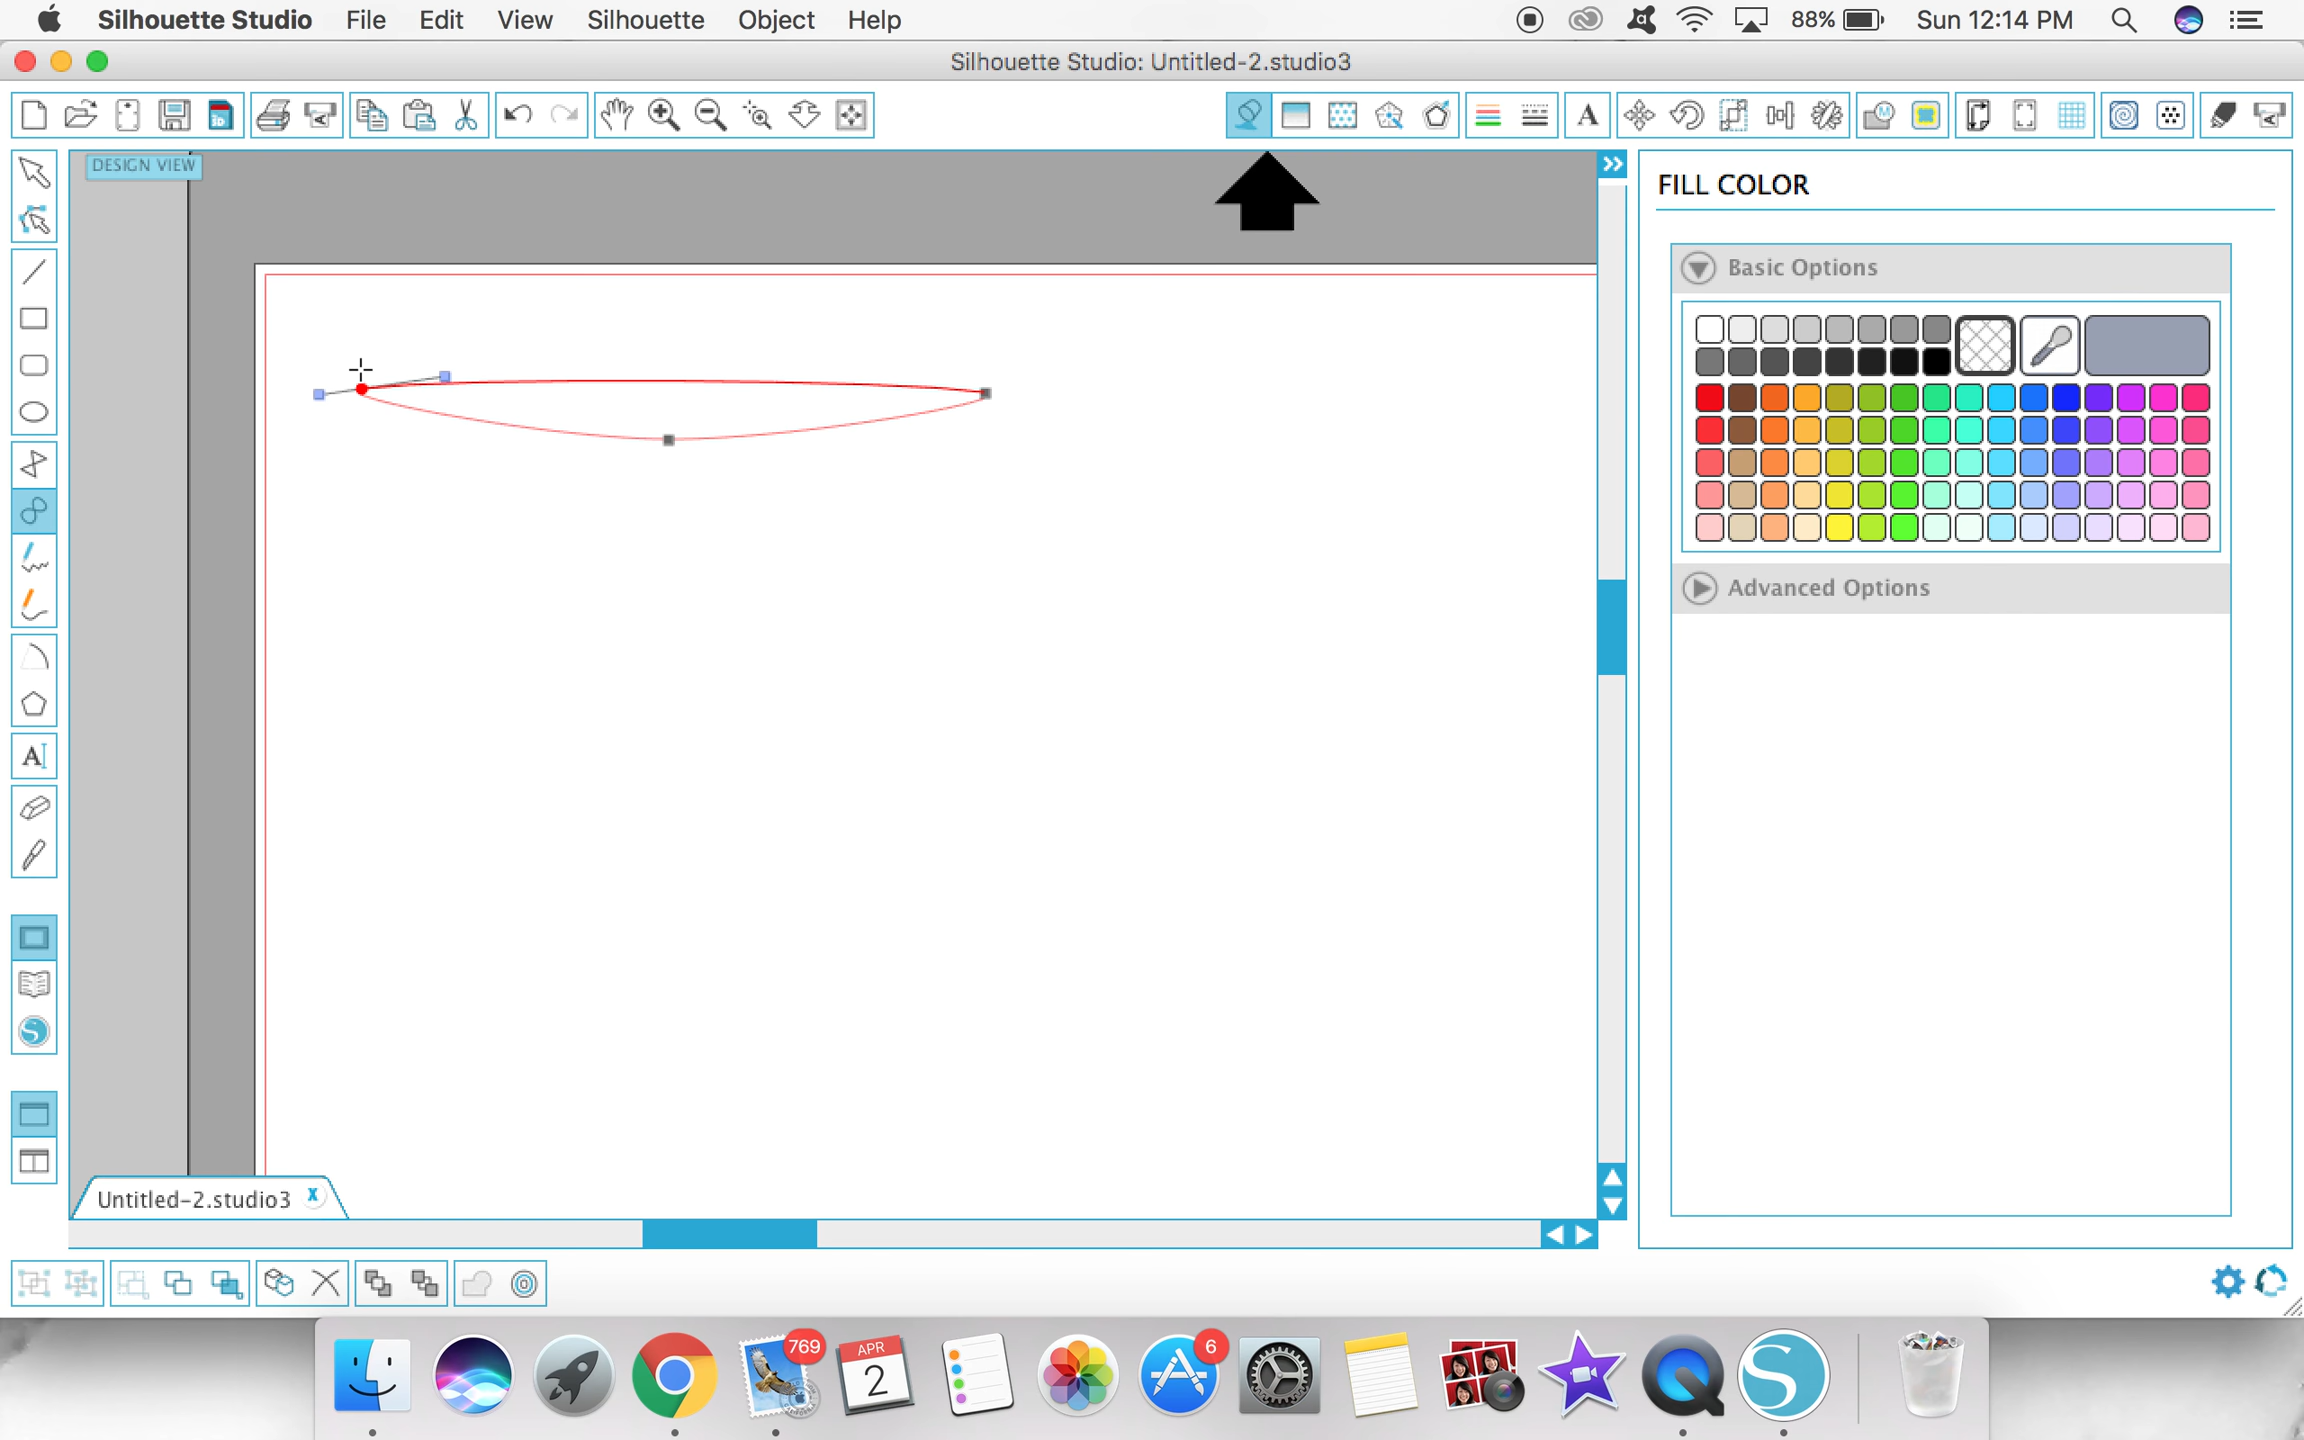 Silhouette Studio File Edit View Silhouette Object Help 88% Sun 12:14 PM
Silhouette Studio: Untitled-2.studio3
3D
A
M
DESIGN VIEW
FILL COLOR
Basic Options
Advanced Options
A
S
Untitled-2.studio3 X
769
APR
2
6
S